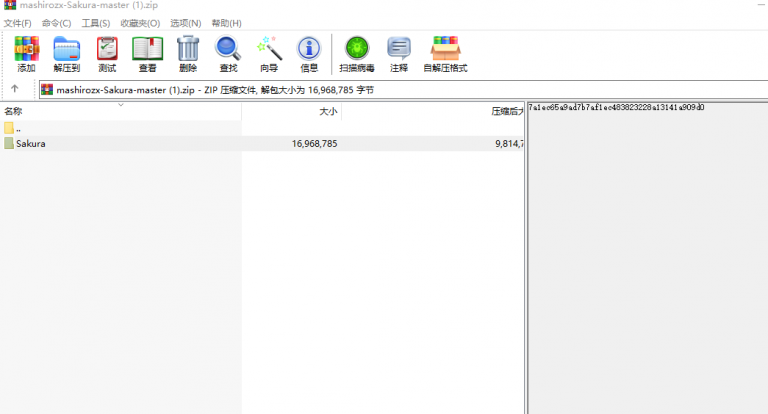 mashirozx-Sakura-master (1).zip
文件(F) 命令(C) 工具(S) 收藏夹(O) 选项(N) 帮助(H)
添加 解压到 测试 查看 删除 查找 向导 信息 扫描病毒 注释 自解压格式
mashirozx-Sakura-master (1).zip - ZIP 压缩文件, 解包大小为 16,968,785 字节
名称 大小 压缩后大
7a1ec65a9ad7b7af1ec483823228a13141a909d0
..
Sakura 16,968,785 9,814,7